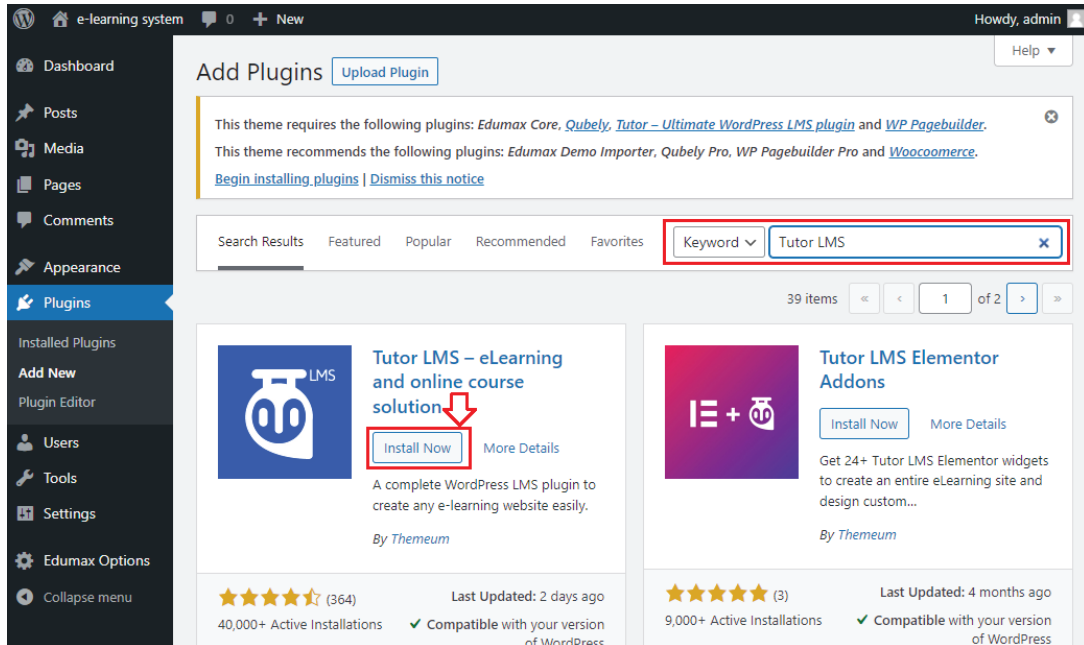 e-learning system 0 + New Howdy, admin
Help ▼
Dashboard
Posts
Media
Pages
Comments
Appearance
Plugins
Installed Plugins
Add New
Plugin Editor
Users
Tools
Settings
Edumax Options
Collapse menu
Add Plugins Upload Plugin
This theme requires the following plugins: Edumax Core, Qubely, Tutor – Ultimate WordPress LMS plugin and WP Pagebuilder.
This theme recommends the following plugins: Edumax Demo Importer, Qubely Pro, WP Pagebuilder Pro and Woocoomerce.
Begin installing plugins | Dismiss this notice
Search Results Featured Popular Recommended Favorites Keyword Tutor LMS
39 items « ‹ 1 of 2 › »
LMS
Tutor LMS – eLearning
and online course
solution
Install Now More Details
A complete WordPress LMS plugin to
create any e-learning website easily.
By Themeum
(364)
40,000+ Active Installations
Last Updated: 2 days ago
✓ Compatible with your version
of WordPress
Tutor LMS Elementor
Addons
Install Now More Details
Get 24+ Tutor LMS Elementor widgets
to create an entire eLearning site and
design custom...
By Themeum
(3)
9,000+ Active Installations
Last Updated: 4 months ago
✓ Compatible with your version
of WordPress